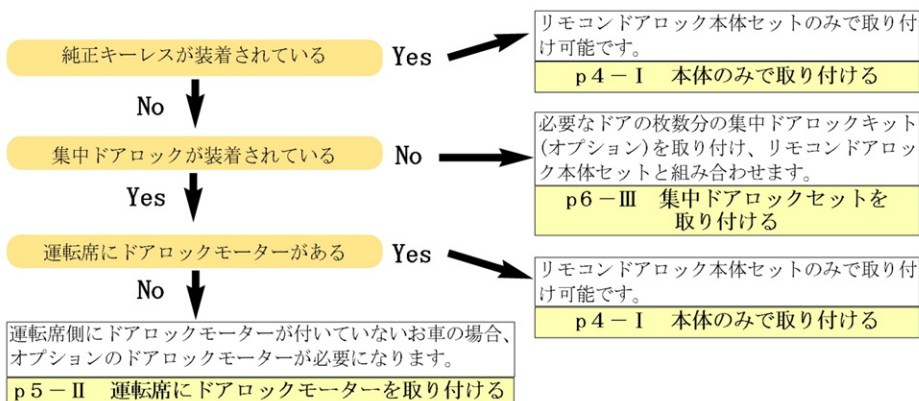 純正キーレスが装着されている
Yes
リモコンドアロック本体セットのみで取り付
け可能です。
p4-Ⅰ 本体のみで取り付ける
No
集中ドアロックが装着されている
No
必要なドアの枚数分の集中ドアロックキット
(オプション)を取り付け、リモコンドアロッ
ク本体セットと組み合わせます。
p6-Ⅲ 集中ドアロックセットを
取り付ける
Yes
運転席にドアロックモーターがある
Yes
リモコンドアロック本体セットのみで取り付
け可能です。
p4-Ⅰ 本体のみで取り付ける
No
運転席側にドアロックモーターが付いていないお車の場合、
オプションのドアロックモーターが必要になります。
p5-Ⅱ 運転席にドアロックモーターを取り付ける